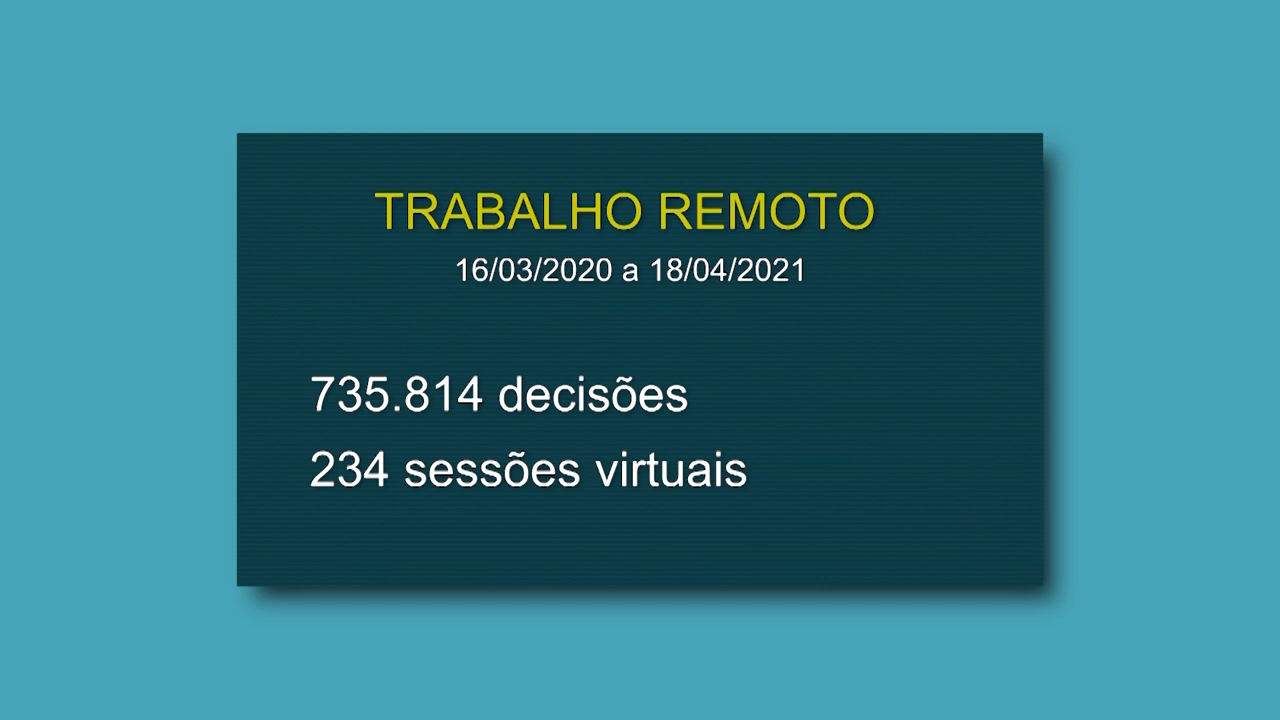 TRABALHO REMOTO
16/03/2020 a 18/04/2021
735.814 decisões
234 sessões virtuais